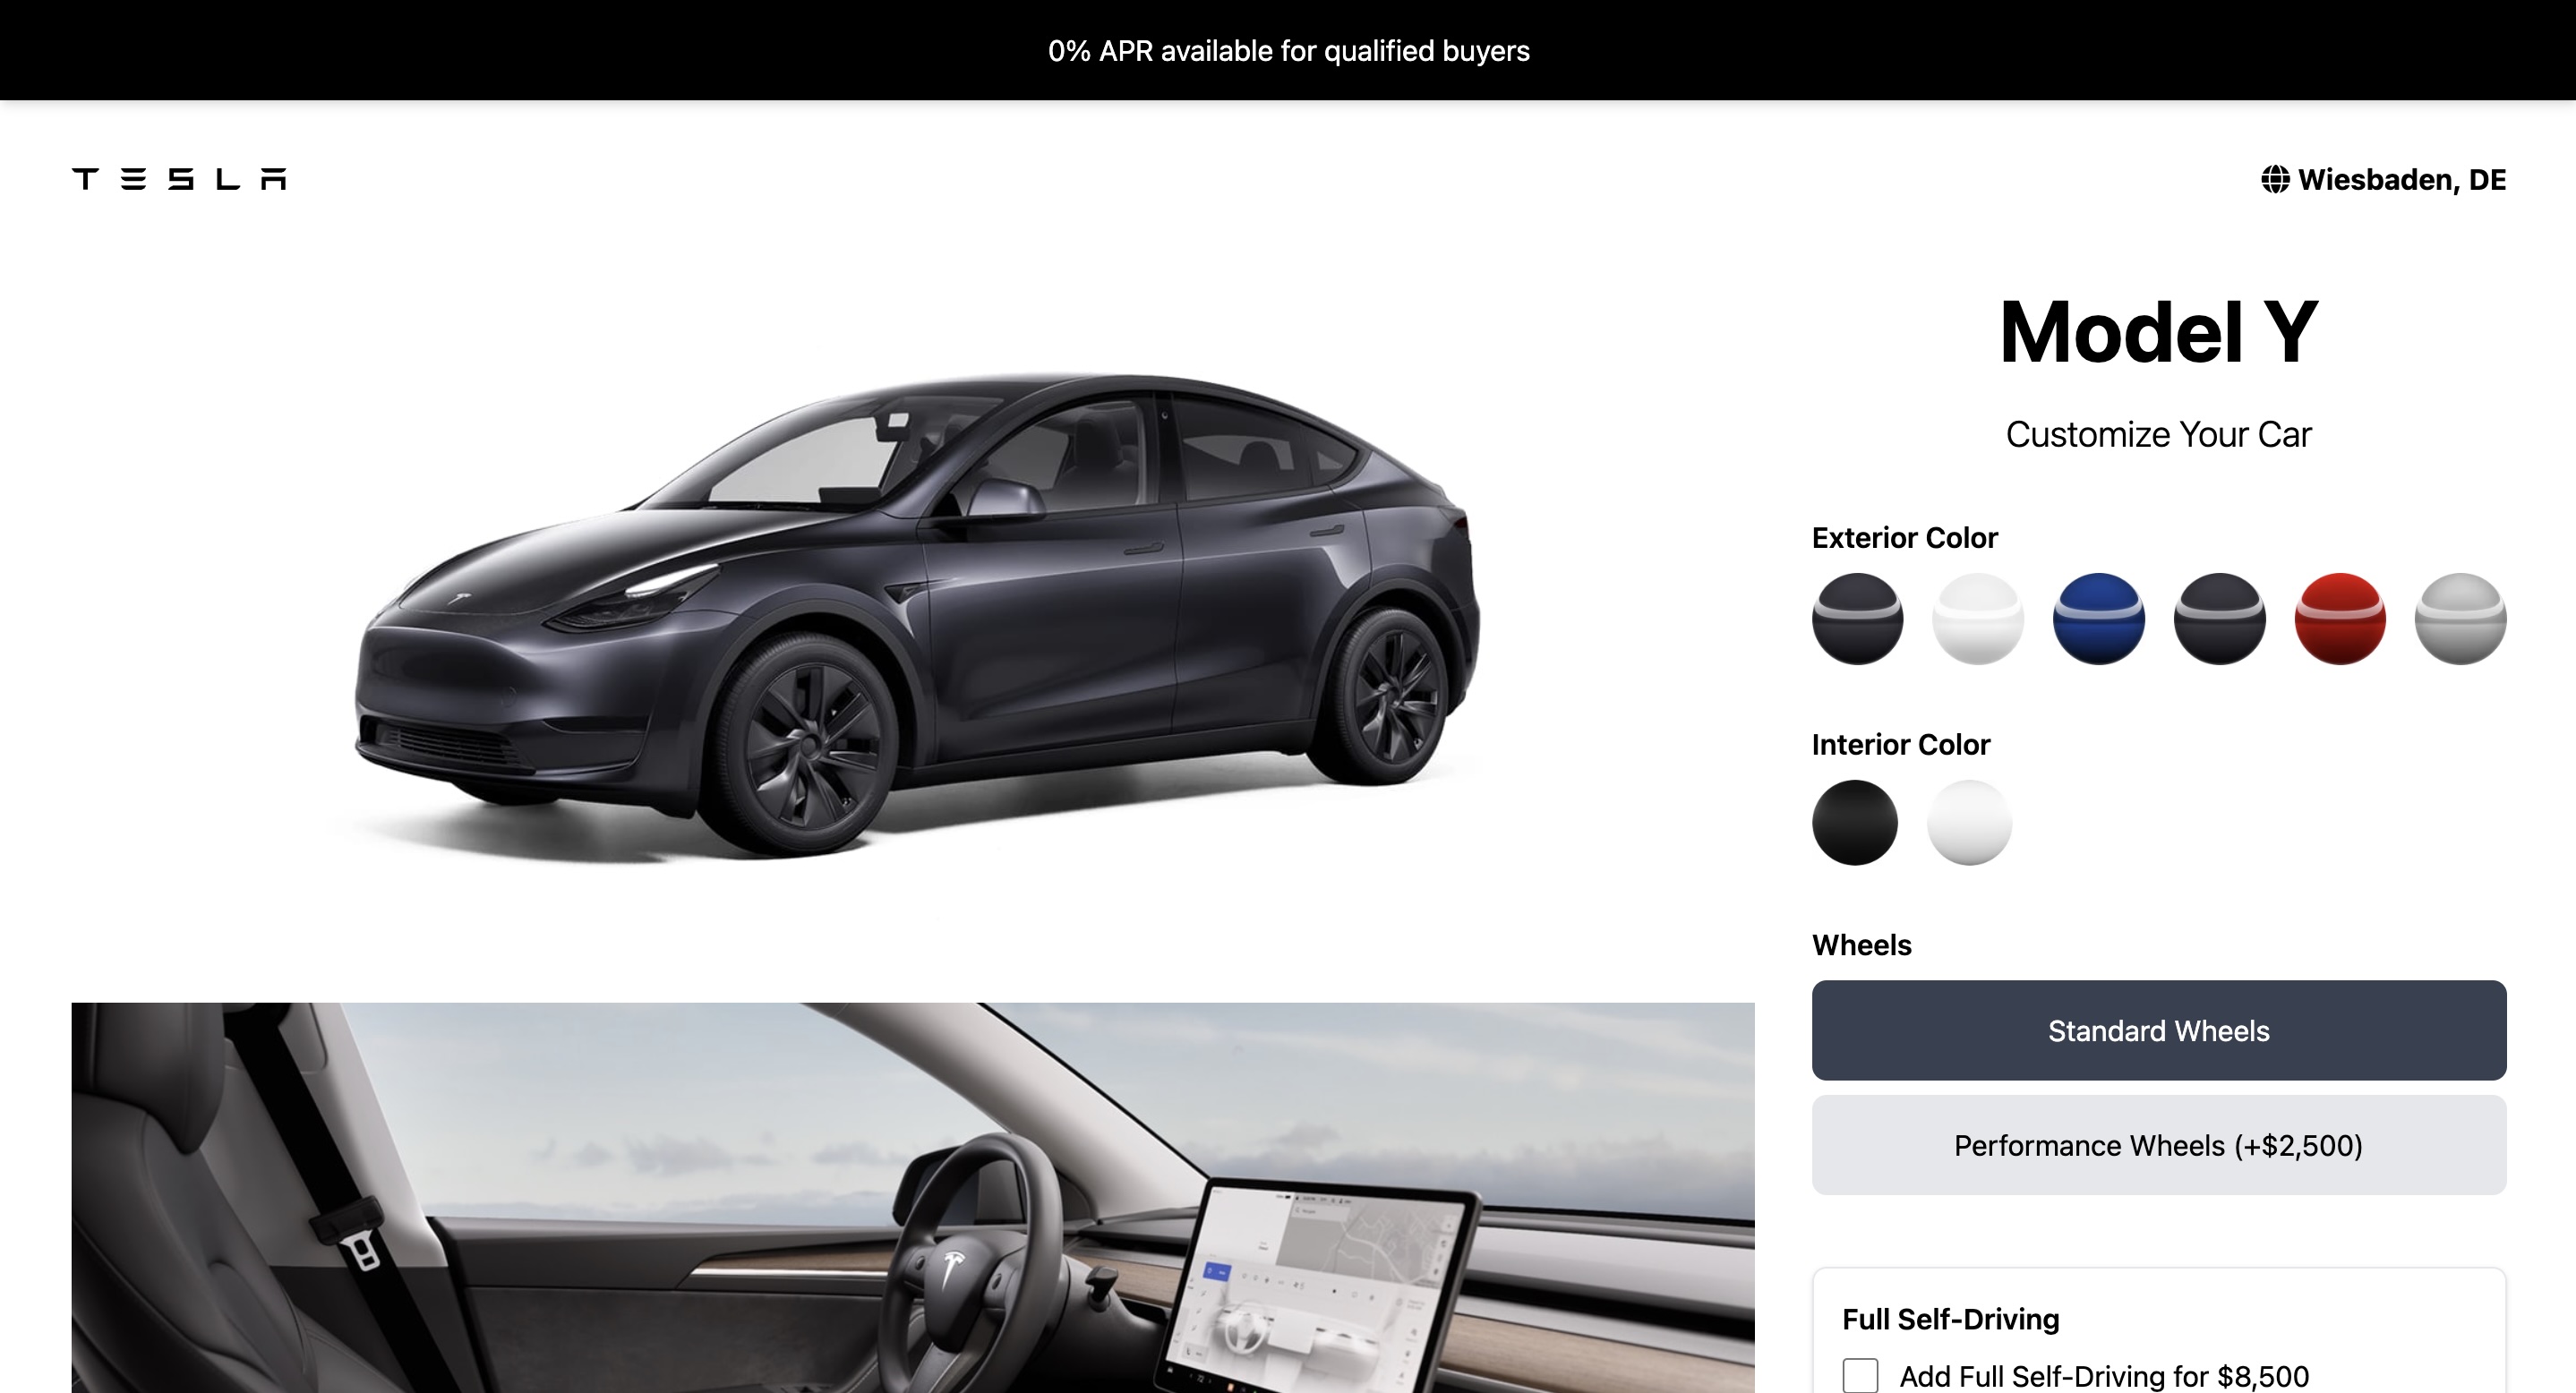 0% APR available for qualified buyers
TESLA
Wiesbaden, DE
Model Y
Customize Your Car
Exterior Color
Interior Color
Wheels
Standard Wheels
Performance Wheels (+$2,500)
Full Self-Driving
Add Full Self-Driving for $8,500